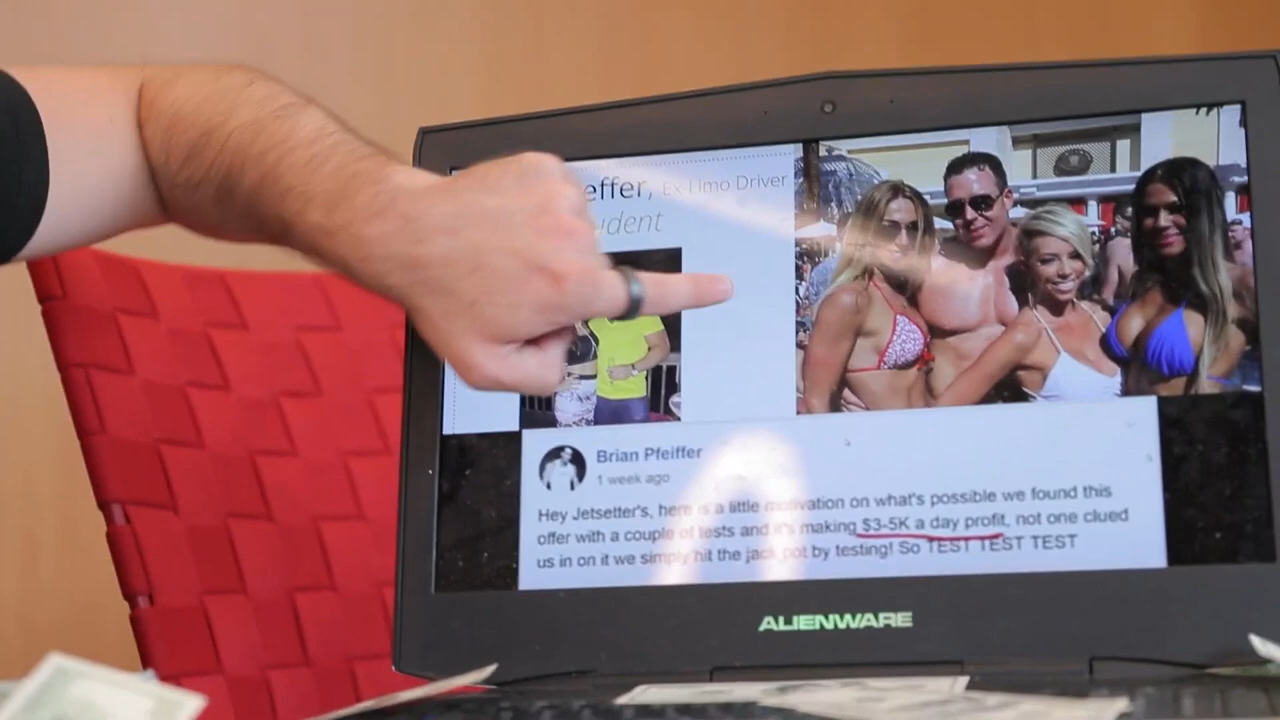 effer, Ex-Limo Driver
udent
Brian Pfeiffer
1 week ago
Hey Jetsetter's, here is a little motivation on what's possible we found this
offer with a couple of tests and it's making $3-5K a day profit, not one clued
us in on it we simply hit the jack pot by testing! So TEST TEST TEST
ALIENWARE